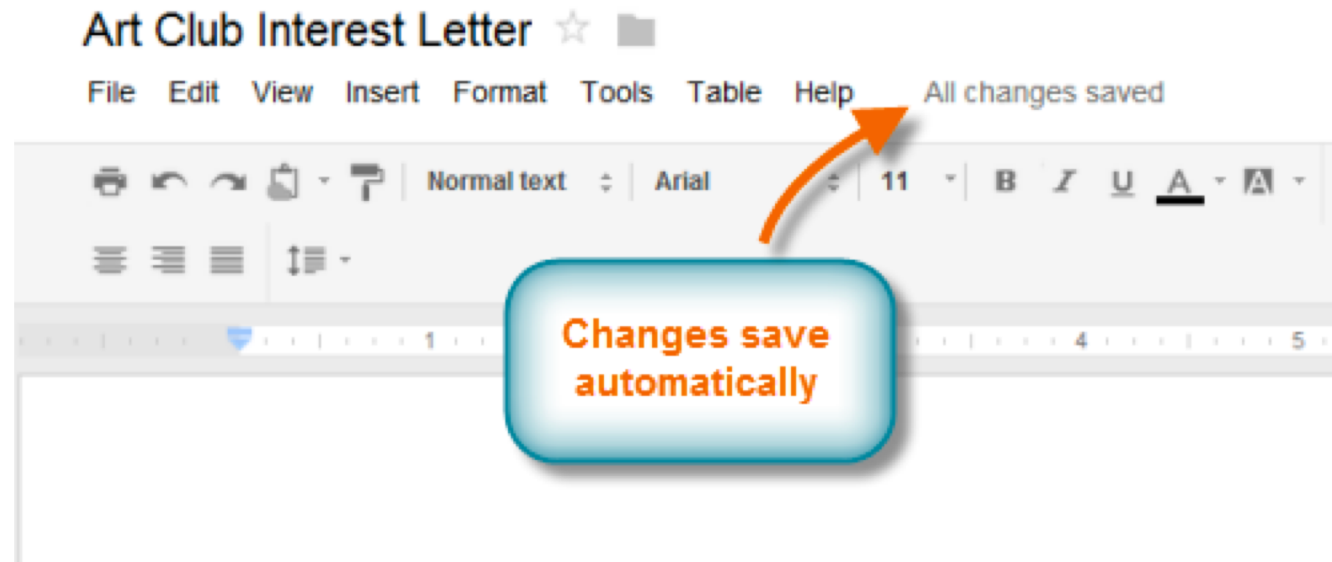 Art Club Interest Letter
File Edit View Insert Format Tools Table Help All changes saved
Normal text Arial 11 B I U A A
1 4 5
Changes save
automatically